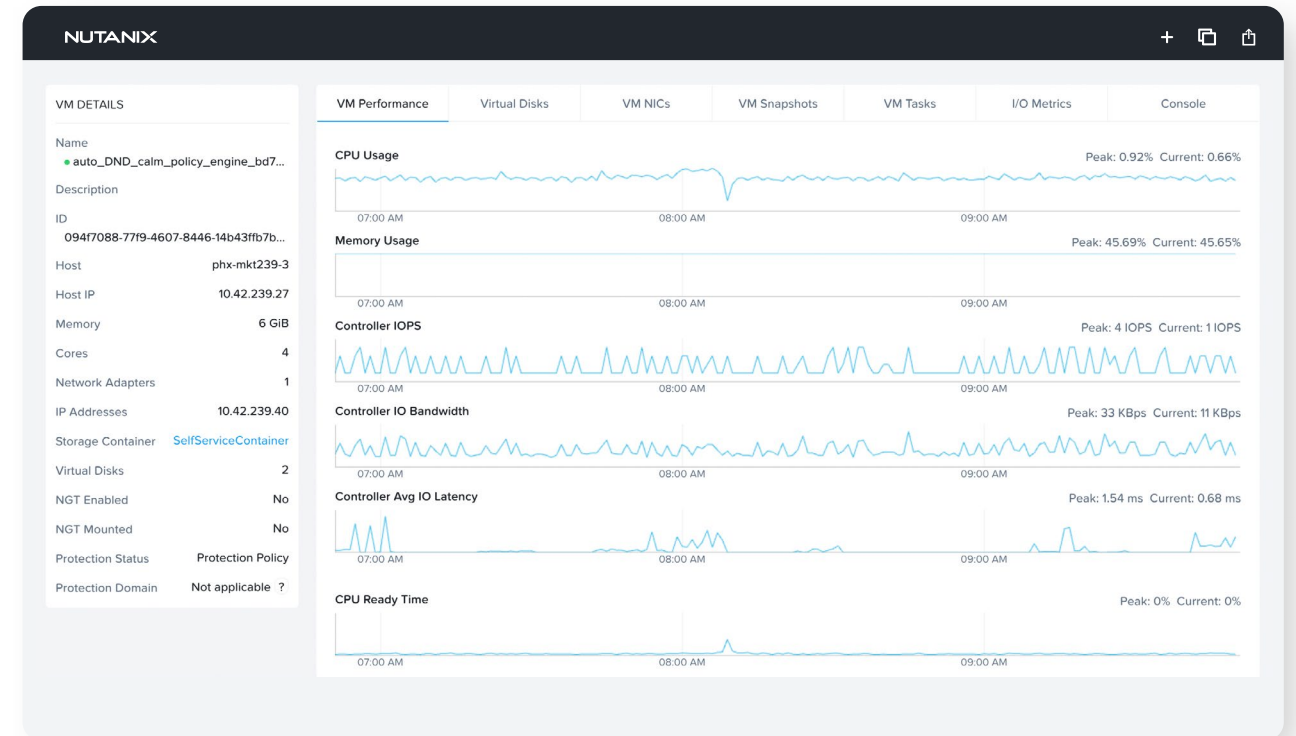 NUTANIX
VM DETAILS
Name
auto_DND_calm_policy_engine_bd7...
Description
ID
094f7088-77f9-4607-8446-14b43ffb7b...
Host phx-mkt239-3
Host IP 10.42.239.27
Memory 6 GiB
Cores 4
Network Adapters 1
IP Addresses 10.42.239.40
Storage Container SelfServiceContainer
Virtual Disks 2
NGT Enabled No
NGT Mounted No
Protection Status Protection Policy
Protection Domain Not applicable ?
VM Performance Virtual Disks VM NICs VM Snapshots VM Tasks I/O Metrics Console
CPU Usage Peak: 0.92% Current: 0.66%
07:00 AM 08:00 AM 09:00 AM
Memory Usage Peak: 45.69% Current: 45.65%
07:00 AM 08:00 AM 09:00 AM
Controller IOPS Peak: 4 IOPS Current: 1 IOPS
07:00 AM 08:00 AM 09:00 AM
Controller IO Bandwidth Peak: 33 KBps Current: 11 KBps
07:00 AM 08:00 AM 09:00 AM
Controller Avg IO Latency Peak: 1.54 ms Current: 0.68 ms
07:00 AM 08:00 AM 09:00 AM
CPU Ready Time Peak: 0% Current: 0%
07:00 AM 08:00 AM 09:00 AM